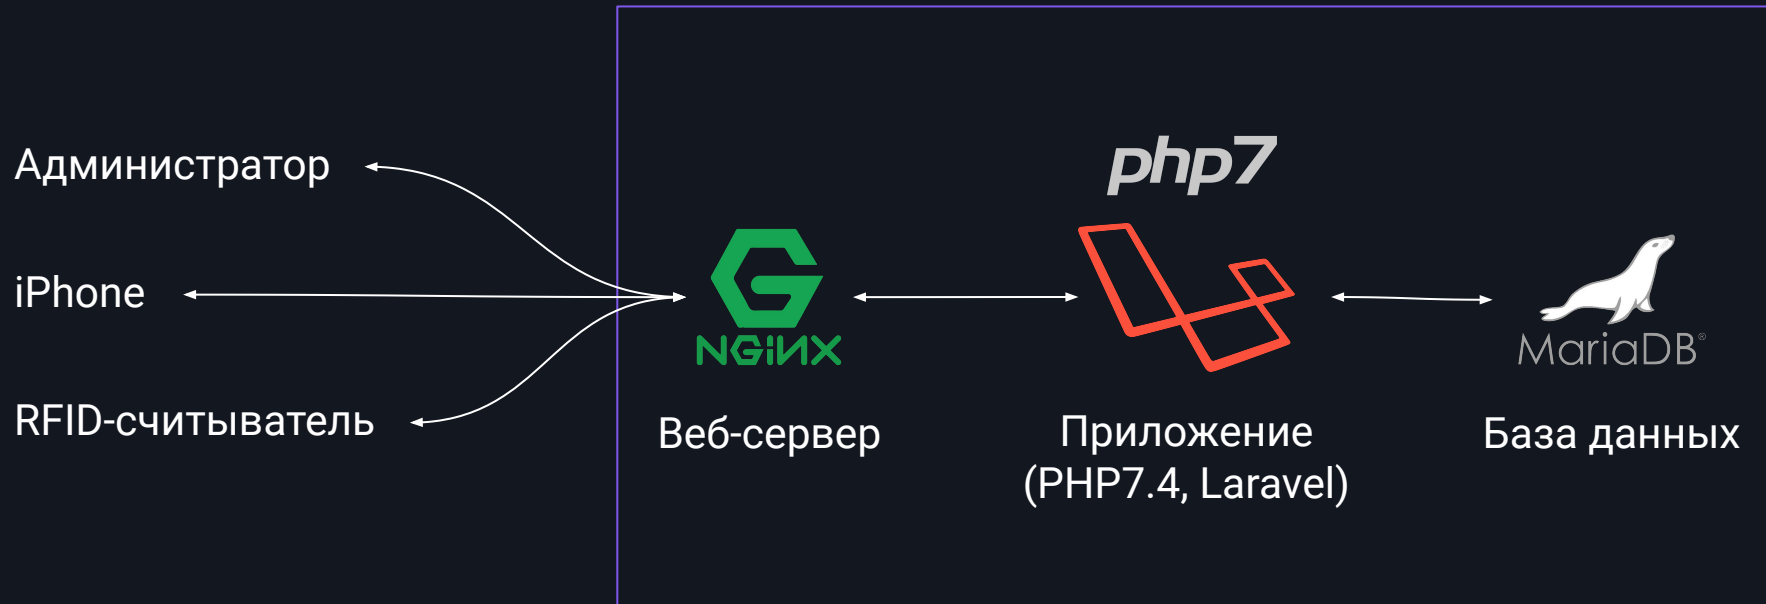 Администратор
iPhone
RFID-считыватель
NGiNX
Веб-сервер
php7
Приложение
(PHP7.4, Laravel)
MariaDB®
База данных